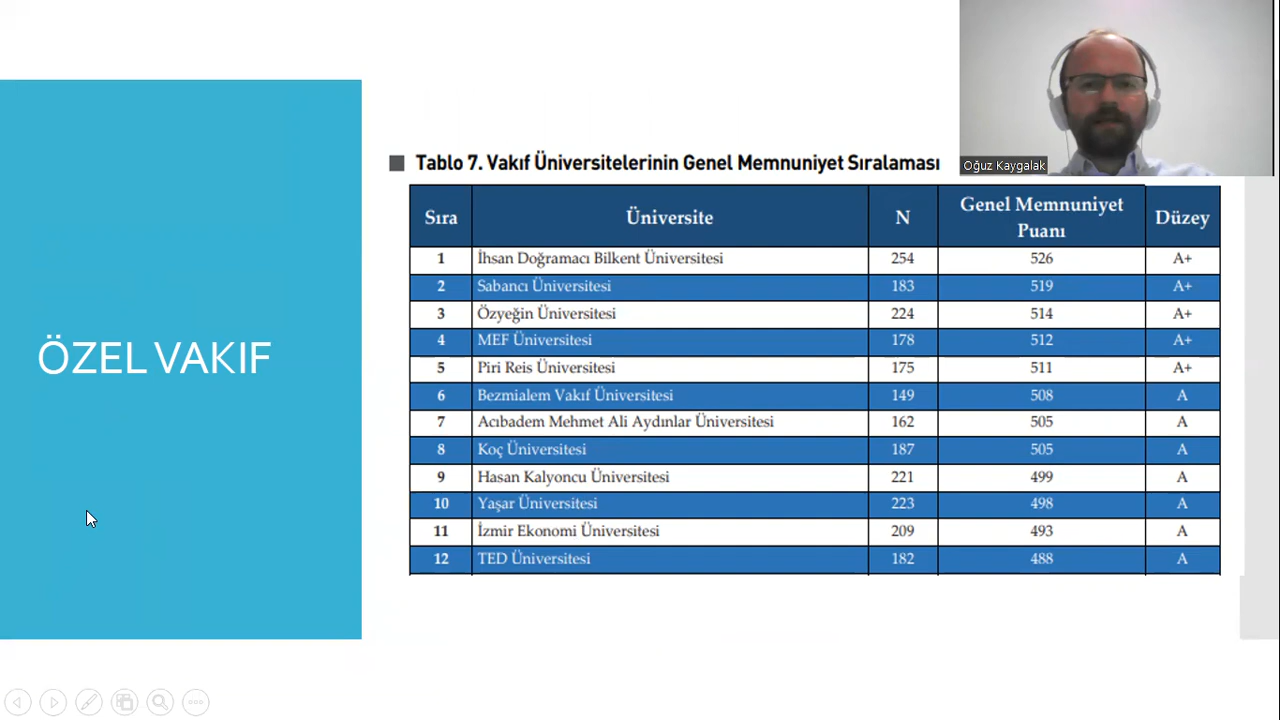 Oğuz Kaygalak
ÖZEL VAKIF
Tablo 7. Vakıf Üniversitelerinin Genel Memnuniyet Sıralaması
Sıra Üniversite N Genel Memnuniyet Puanı Düzey
1 İhsan Doğramacı Bilkent Üniversitesi 254 526 A+
2 Sabancı Üniversitesi 183 519 A+
3 Özyeğin Üniversitesi 224 514 A+
4 MEF Üniversitesi 178 512 A+
5 Piri Reis Üniversitesi 175 511 A+
6 Bezmialem Vakıf Üniversitesi 149 508 A
7 Acıbadem Mehmet Ali Aydınlar Üniversitesi 162 505 A
8 Koç Üniversitesi 187 505 A
9 Hasan Kalyoncu Üniversitesi 221 499 A
10 Yaşar Üniversitesi 223 498 A
11 İzmir Ekonomi Üniversitesi 209 493 A
12 TED Üniversitesi 182 488 A